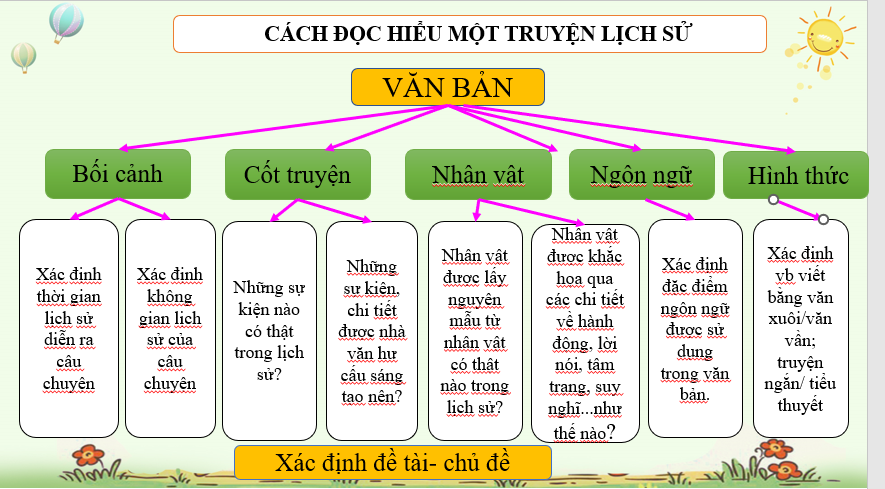 CÁCH ĐỌC HIỂU MỘT TRUYỆN LỊCH SỬ
VĂN BẢN
Bối cảnh
Cốt truyện
Nhân vật
Ngôn ngữ
Hình thức
Xác định
thời gian
lịch sử
diễn ra
câu
chuyện
Xác định
không
gian lịch
sử của
câu
chuyện
Những sự
kiện nào
có thật
trong lịch
sử?
Những
sự kiện,
chi tiết
được nhà
văn hư
cấu sáng
tạo nên?
Nhân vật
được lấy
nguyên
mẫu từ
nhân vật
có thật
nào trong
lịch sử?
Nhân vật
được khắc
họa qua
các chi tiết
về hành
động, lời
nói, tâm
trạng, suy
nghĩ...như
thế nào?
Xác định
đặc điểm
ngôn ngữ
được sử
dụng
trong văn
bản.
Xác định
vb viết
bằng văn
xuôi/văn
vần;
truyện
ngắn/ tiểu
thuyết
Xác định đề tài- chủ đề